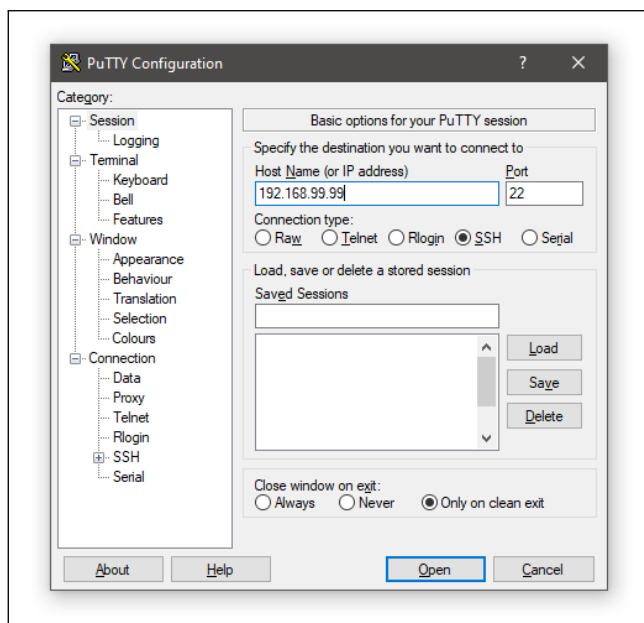 PuTTY Configuration
?
Category:
Session
Logging
Terminal
Keyboard
Bell
Features
Window
Appearance
Behaviour
Translation
Selection
Colours
Connection
Data
Proxy
Telnet
Rlogin
SSH
Serial
Basic options for your PuTTY session
Specify the destination you want to connect to
Host Name (or IP address) Port
192.168.99.99 22
Connection type:
Raw Telnet Rlogin SSH Serial
Load, save or delete a stored session
Saved Sessions
Load
Save
Delete
Close window on exit:
Always Never Only on clean exit
About Help Open Cancel